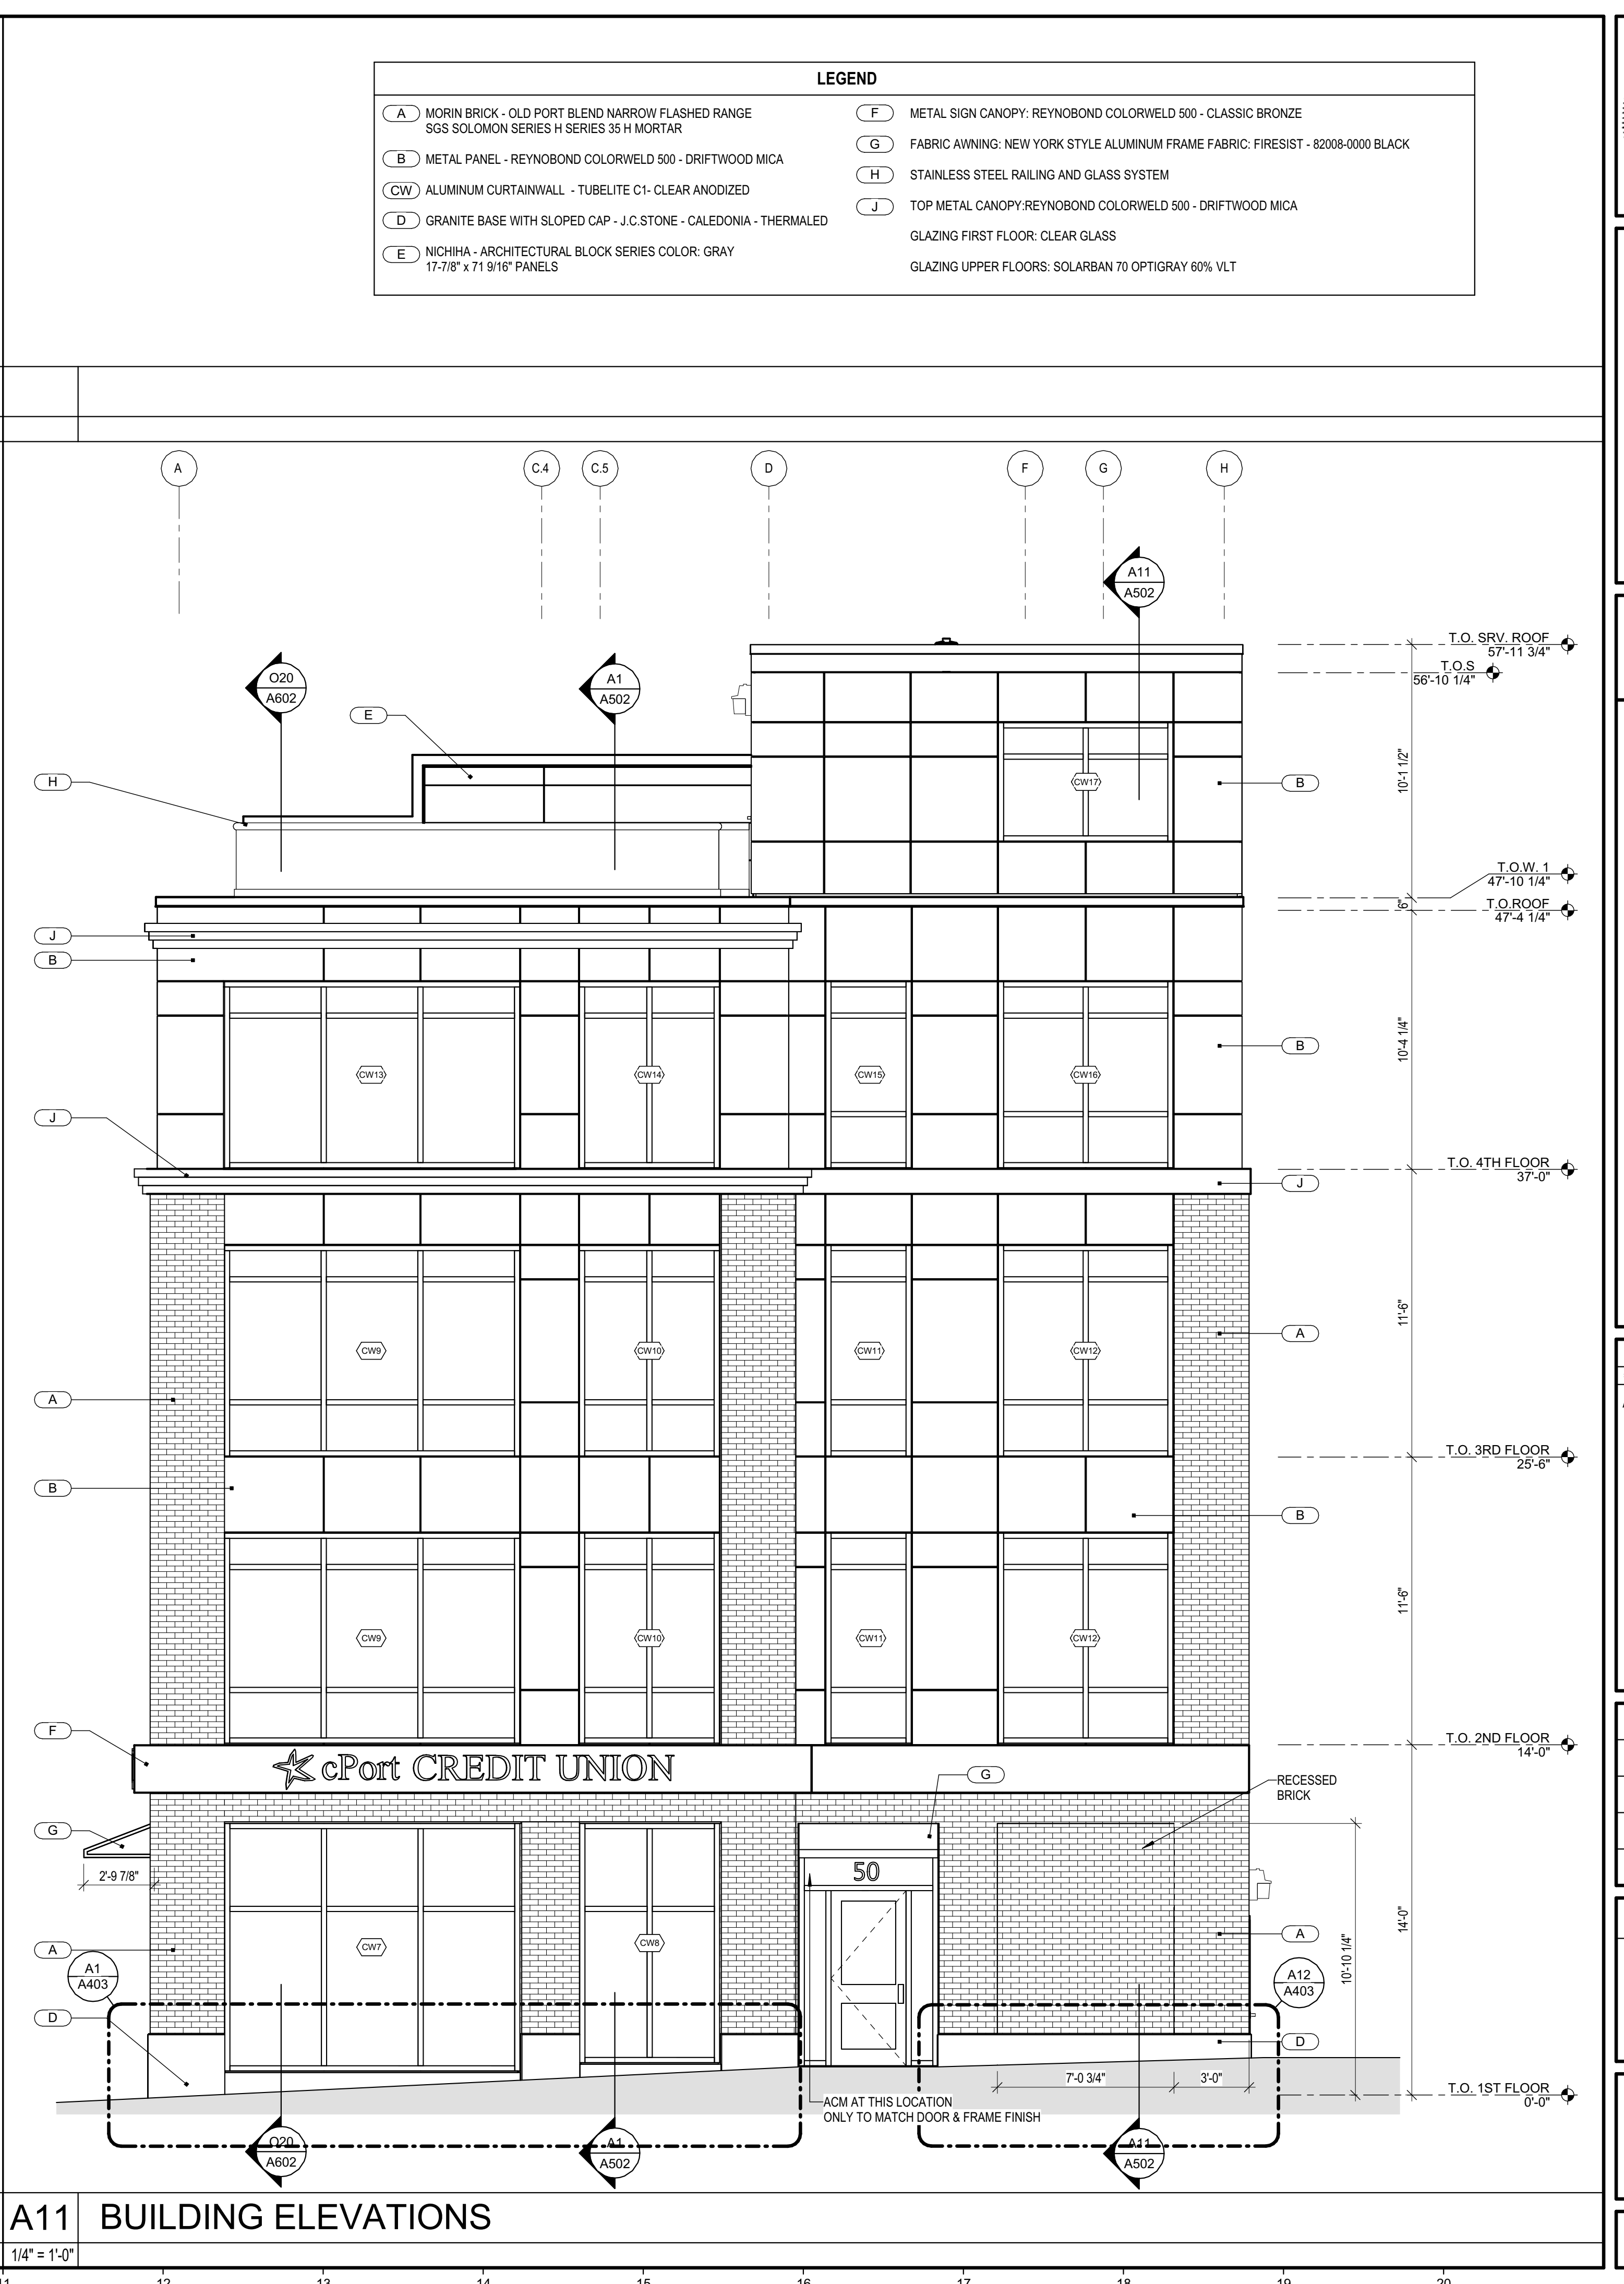 LEGEND
A MORIN BRICK - OLD PORT BLEND NARROW FLASHED RANGE
SGS SOLOMON SERIES H SERIES 35 H MORTAR
B METAL PANEL - REYNOBOND COLORWELD 500 - DRIFTWOOD MICA
CW ALUMINUM CURTAINWALL - TUBELITE C1- CLEAR ANODIZED
D GRANITE BASE WITH SLOPED CAP - J.C.STONE - CALEDONIA - THERMALED
E NICHIHA - ARCHITECTURAL BLOCK SERIES COLOR: GRAY
17-7/8" x 71 9/16" PANELS
F METAL SIGN CANOPY: REYNOBOND COLORWELD 500 - CLASSIC BRONZE
G FABRIC AWNING: NEW YORK STYLE ALUMINUM FRAME FABRIC: FIRESIST - 82008-0000 BLACK
H STAINLESS STEEL RAILING AND GLASS SYSTEM
J TOP METAL CANOPY:REYNOBOND COLORWELD 500 - DRIFTWOOD MICA
GLAZING FIRST FLOOR: CLEAR GLASS
GLAZING UPPER FLOORS: SOLARBAN 70 OPTIGRAY 60% VLT
A C.4 C.5 D F G H
A11
A502
T.O. SRV. ROOF
57'-11 3/4"
T.O.S
56'-10 1/4"
O20
A602
A1
A502
E
H
CW17
B
10'-1 1/2"
T.O.W. 1
47'-10 1/4"
6"
T.O.ROOF
47'-4 1/4"
J
B
CW13 CW14 CW15 CW16
B
10'-4 1/4"
J
T.O. 4TH FLOOR
37'-0"
J
CW9 CW10 CW11 CW12
A
11'-6"
A
T.O. 3RD FLOOR
25'-6"
B
B
CW9 CW10 CW11 CW12
11'-6"
F
T.O. 2ND FLOOR
14'-0"
cPort CREDIT UNION
G
RECESSED
BRICK
G
2'-9 7/8"
50
A
CW7 CW8
A
14'-0"
10'-10 1/4"
A1
A403
A12
A403
D
D
7'-0 3/4" 3'-0"
ACM AT THIS LOCATION
ONLY TO MATCH DOOR & FRAME FINISH
T.O. 1ST FLOOR
0'-0"
O20
A602
A1
A502
A11
A502
A11 BUILDING ELEVATIONS
1/4" = 1'-0"
11 12 13 14 15 16 17 18 19 20